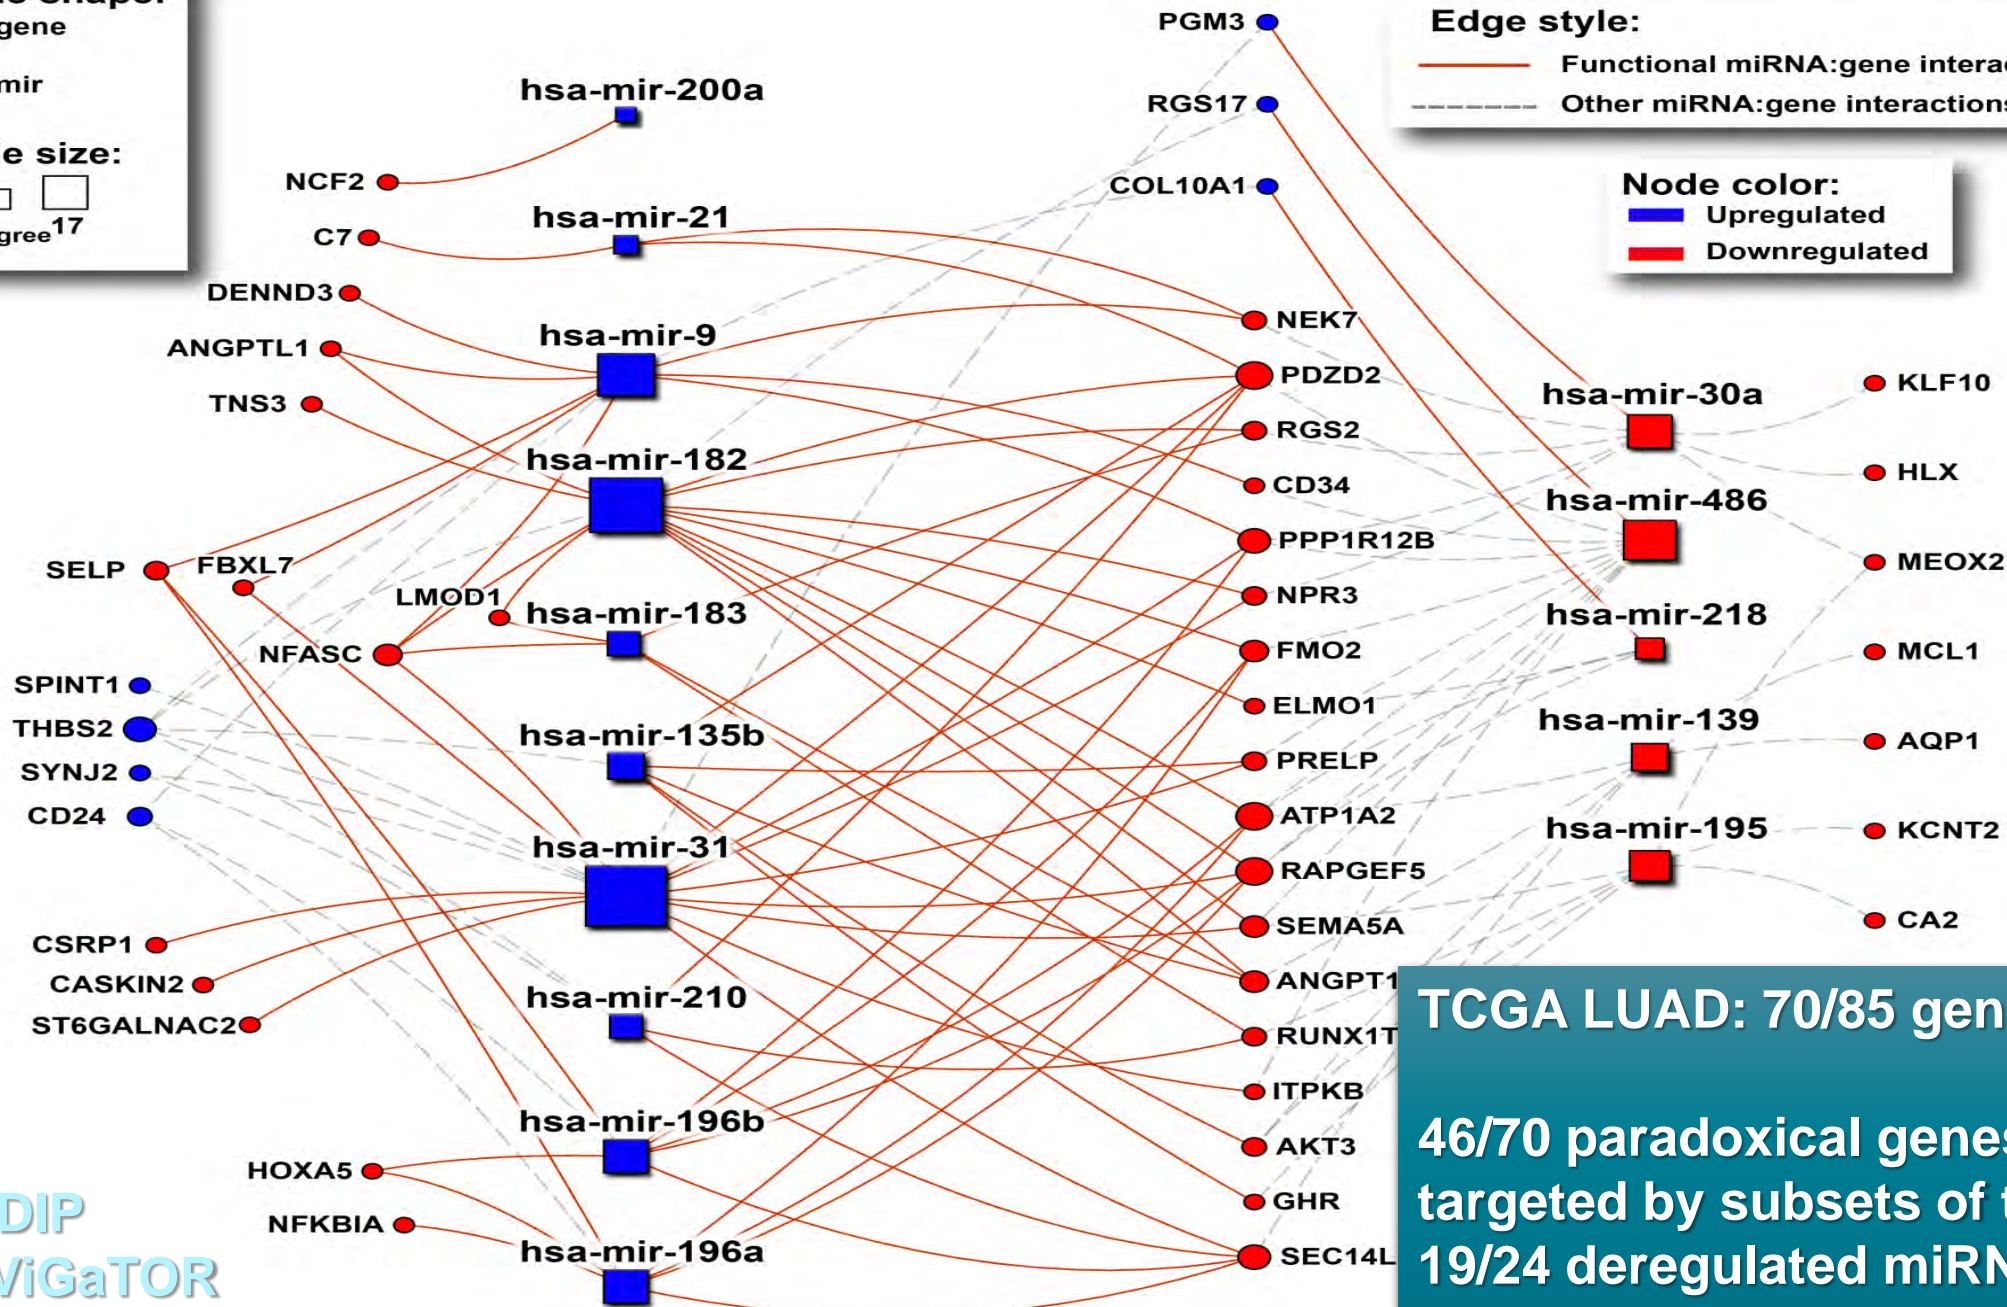 gene
mir
size:
17
hsa-mir-200a
NCF2
hsa-mir-21
C7
DENND3
hsa-mir-9
ANGPTL1
TNS3
hsa-mir-182
SELP
FBXL7
LMOD1
hsa-mir-183
NFASC
SPINT1
THBS2
SYNJ2
CD24
hsa-mir-135b
hsa-mir-31
CSRP1
CASKIN2
ST6GALNAC2
hsa-mir-210
hsa-mir-196b
HOXA5
NFKBIA
hsa-mir-196a
DIP
ViGaTOR
PGM3
RGS17
COL10A1
NEK7
PDZD2
RGS2
CD34
PPP1R12B
NPR3
FMO2
ELMO1
PRELP
ATP1A2
RAPGEF5
SEMA5A
ANGPT1
RUNX1T
ITPKB
AKT3
GHR
SEC14L
Edge style:
Functional miRNA:gene
Other miRNA:gene interactions
Node color:
Upregulated
Downregulated
hsa-mir-30a
hsa-mir-486
hsa-mir-218
hsa-mir-139
hsa-mir-195
KLF10
HLX
MEOX2
MCL1
AQP1
KCNT2
CA2
TCGA LUAD: 70/85
46/70 paradoxical genes
targeted by subsets of
19/24 deregulated